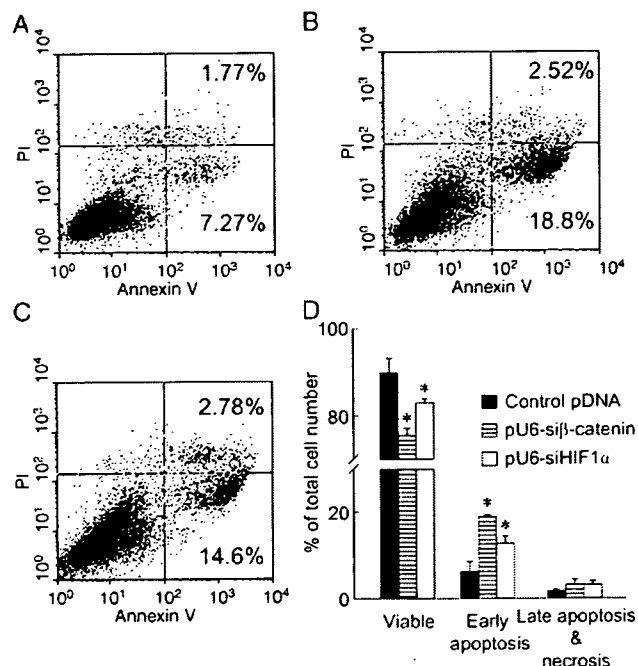 A
10⁴
10³
10²
10¹
10⁰
PI
1.77%
7.27%
10⁰ 10¹ 10² 10³ 10⁴
Annexin V
B
10⁴
10³
10²
10¹
10⁰
PI
2.52%
18.8%
10⁰ 10¹ 10² 10³ 10⁴
Annexin V
C
10⁴
10³
10²
10¹
10⁰
PI
2.78%
14.6%
10⁰ 10¹ 10² 10³ 10⁴
Annexin V
D
100
80
20
0
% of total cell number
*
*
*
*
Control pDNA
pU6-siβ-catenin
pU6-siHIF1α
Viable
Early
apoptosis
Late apoptosis
&
necrosis